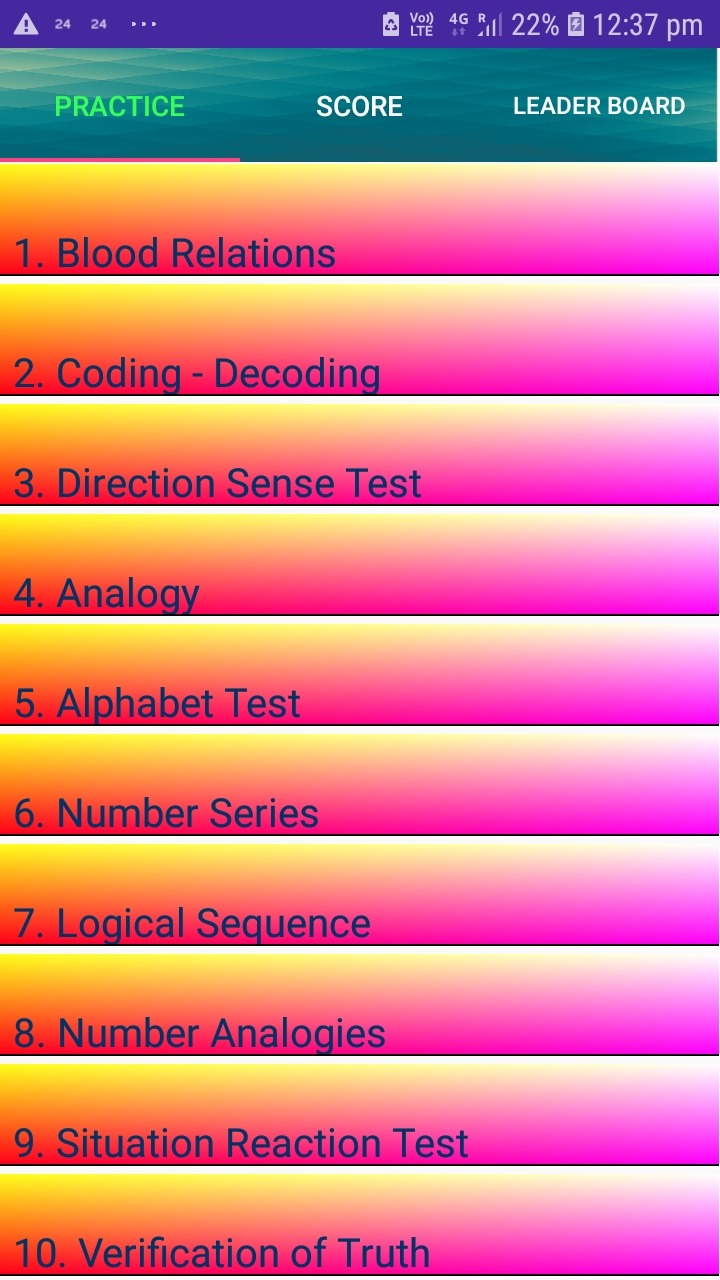 24 24 ... Vo)) LTE 4G R 22% 12:37 pm
PRACTICE SCORE LEADER BOARD
1. Blood Relations
2. Coding - Decoding
3. Direction Sense Test
4. Analogy
5. Alphabet Test
6. Number Series
7. Logical Sequence
8. Number Analogies
9. Situation Reaction Test
10. Verification of Truth